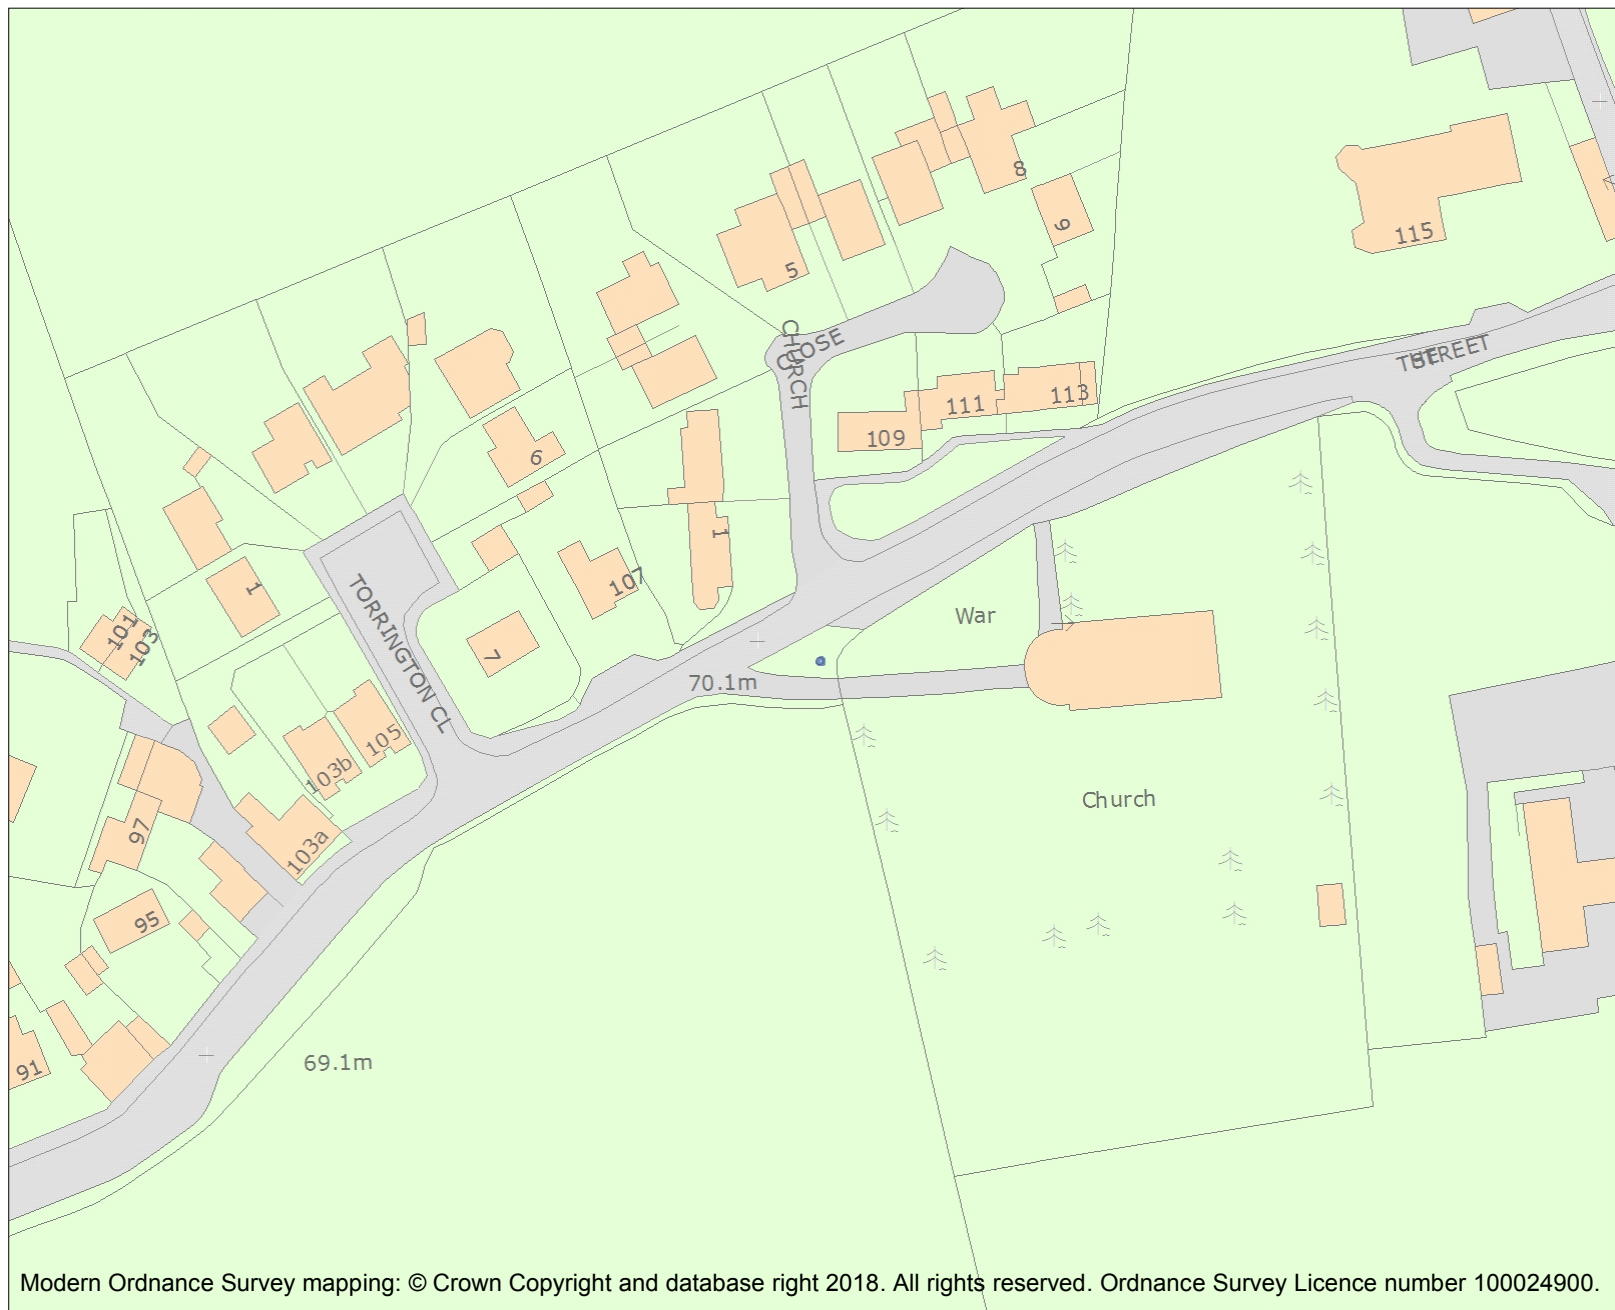 8
9
115
5
CHURCH
CLOSE
THE
STREET
113
111
109
6
1
107
1
TORRINGTON CL
101
103
War
7
70.1m
105
103b
Church
97
103a
95
69.1m
91
Modern Ordnance Survey mapping: © Crown Copyright and database right 2018. All rights reserved. Ordnance Survey Licence number 100024900.